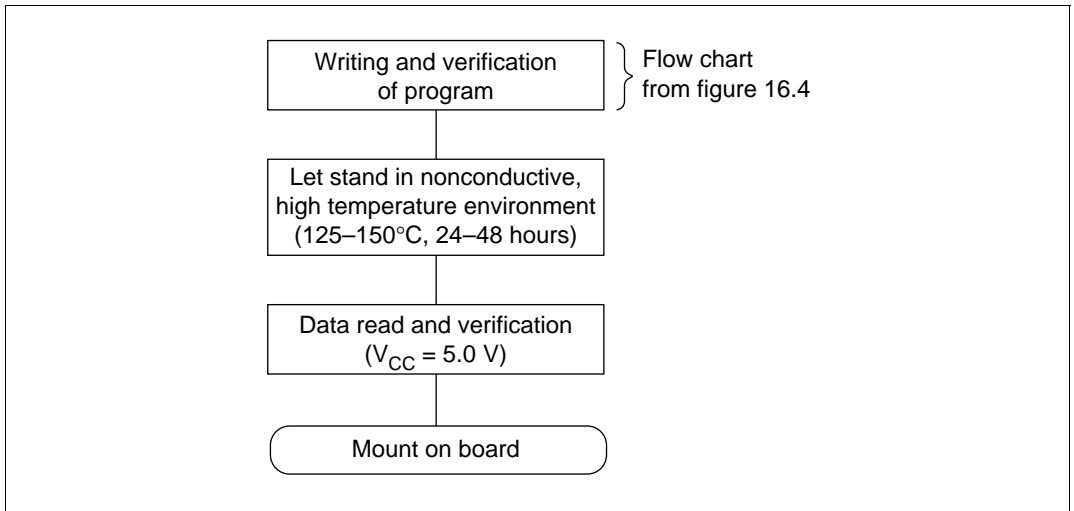 Writing and verification
of program
Flow chart
from figure 16.4
Let stand in nonconductive,
high temperature environment
(125–150°C, 24–48 hours)
Data read and verification
(VCC = 5.0 V)
Mount on board